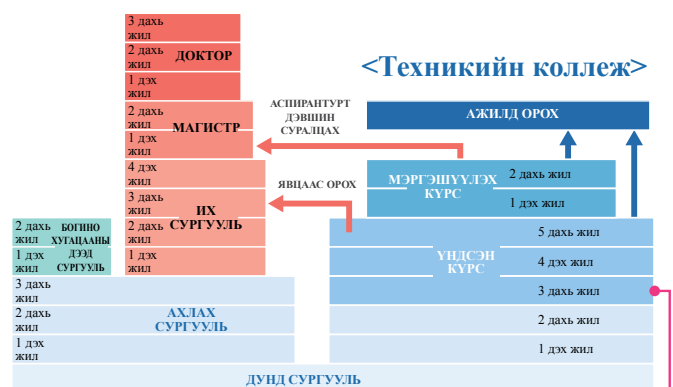 <Техникийн коллеж>
3 дахь
жил
2 дахь
жил
1 дэх
жил
ДОКТОР
2 дахь
жил
1 дэх
жил
МАГИСТР
4 дэх
жил
3 дахь
жил
2 дахь
жил
1 дэх
жил
ИХ
СУРГУУЛЬ
2 дахь
жил
1 дэх
жил
БОГИНО
ХУГАЦААНЫ
ДЭЭД
СУРГУУЛЬ
3 дахь
жил
2 дахь
жил
1 дэх
жил
АХЛАХ
СУРГУУЛЬ
АСПИРАНТУРТ
ДЭВШИН
СУРАЛЦАХ
ЯВЦААС ОРОХ
АЖИЛД ОРОХ
МЭРГЭШҮҮЛЭХ
КУРС
2 дахь жил
1 дэх жил
ҮНДСЭН
КУРС
5 дахь жил
4 дэх жил
3 дахь жил
2 дахь жил
1 дэх жил
ДУНД СУРГУУЛЬ